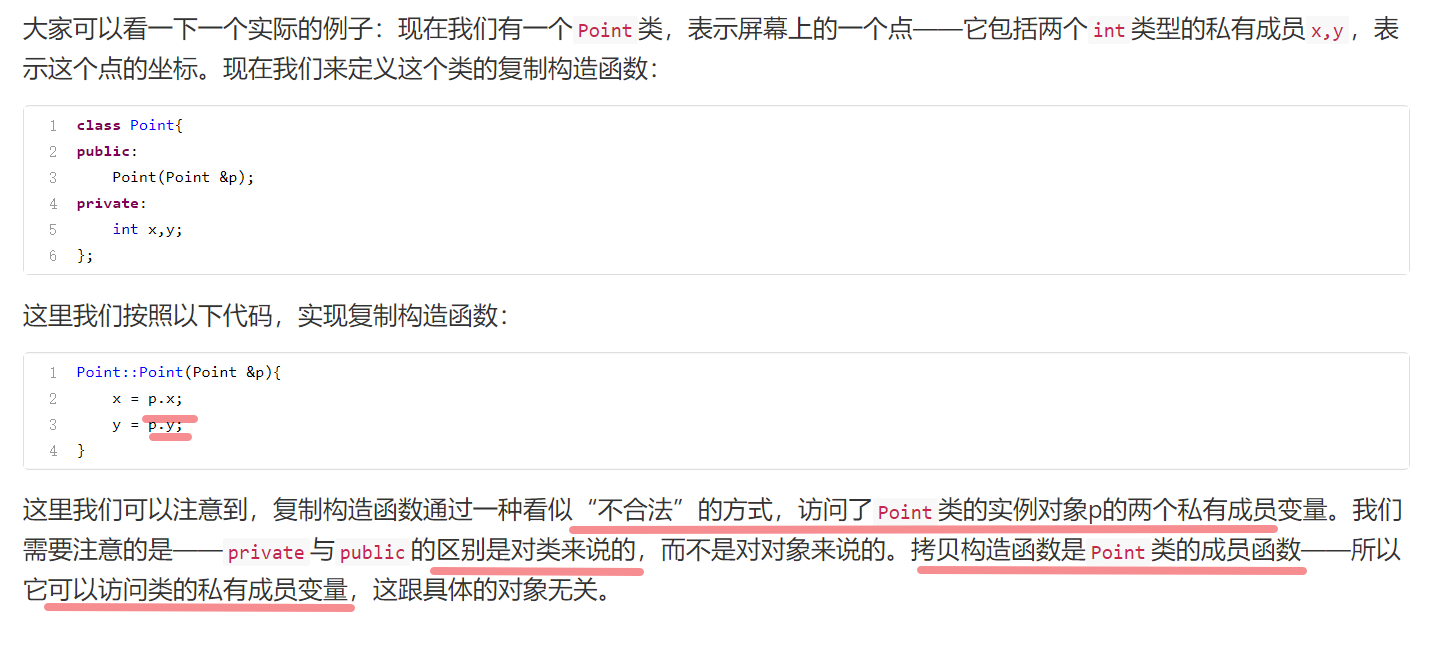 大家可以看一下一个实际的例子：现在我们有一个 Point 类，表示屏幕上的一个点——它包括两个 int 类型的私有成员 x,y ，表
示这个点的坐标。现在我们来定义这个类的复制构造函数：
1 class Point{
2 public:
3 Point(Point &p);
4 private:
5 int x,y;
6 };
这里我们按照以下代码，实现复制构造函数：
1 Point::Point(Point &p){
2 x = p.x;
3 y = p.y;
4 }
这里我们可以注意到，复制构造函数通过一种看似“不合法”的方式，访问了 Point 类的实例对象p的两个私有成员变量。我们
需要注意的是—— private 与 public 的区别是对类来说的，而不是对对象来说的。拷贝构造函数是 Point 类的成员函数——所以
它可以访问类的私有成员变量，这跟具体的对象无关。